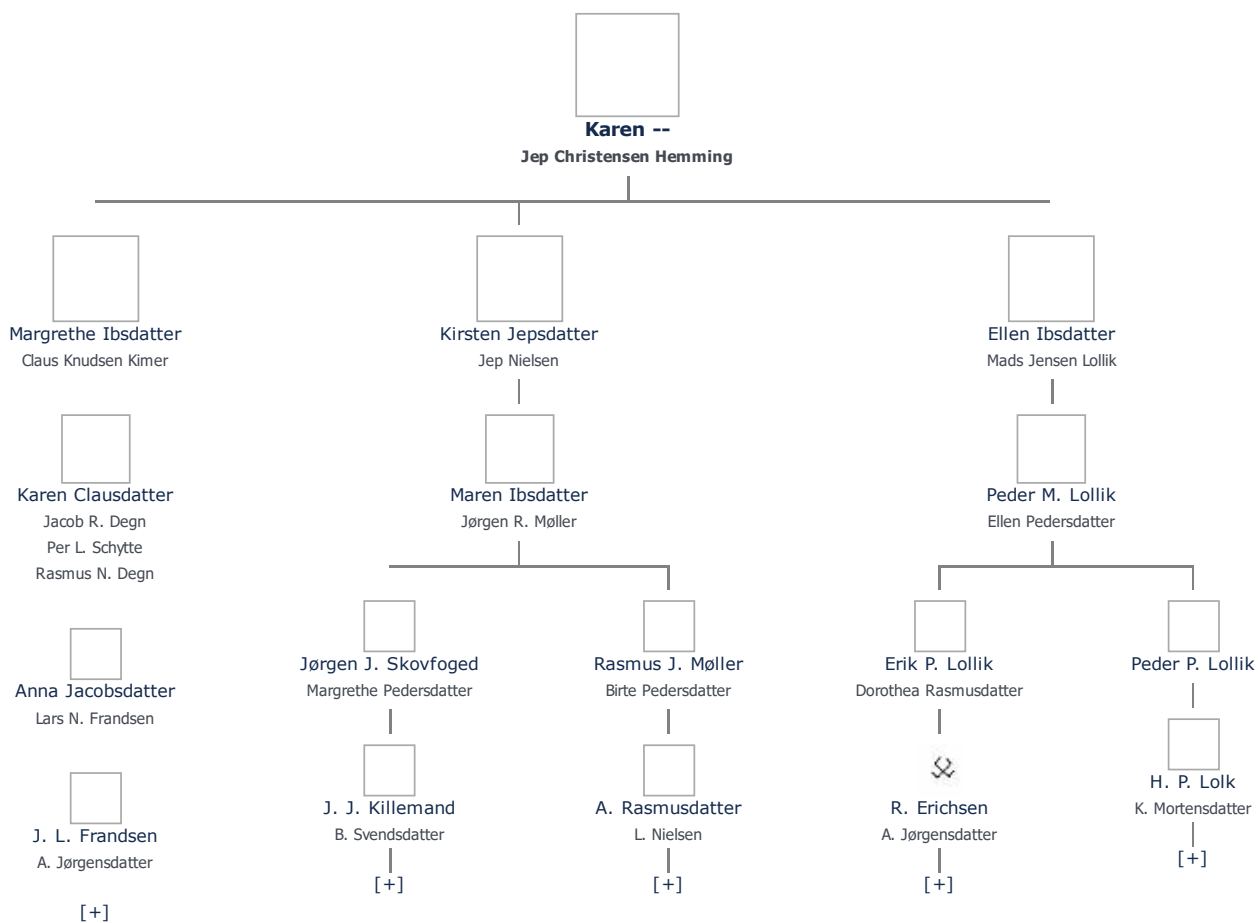 Karen --
Jep Christensen Hemming
Margrethe Ibsdatter
Claus Knudsen Kimer
Kirsten Jepsdatter
Jep Nielsen
Ellen Ibsdatter
Mads Jensen Lollik
Karen Clausdatter
Jacob R. Degn
Per L. Schytte
Rasmus N. Degn
Maren Ibsdatter
Jørgen R. Møller
Peder M. Lollik
Ellen Pedersdatter
Anna Jacobsdatter
Lars N. Frandsen
Jørgen J. Skovfoged
Margrethe Pedersdatter
Rasmus J. Møller
Birte Pedersdatter
Erik P. Lollik
Dorothea Rasmusdatter
Peder P. Lollik
J. L. Frandsen
A. Jørgensdatter
[+]
J. J. Killemand
B. Svendsdatter
[+]
A. Rasmusdatter
L. Nielsen
[+]
R. Erichsen
A. Jørgensdatter
[+]
H. P. Lolk
K. Mortensdatter
[+]